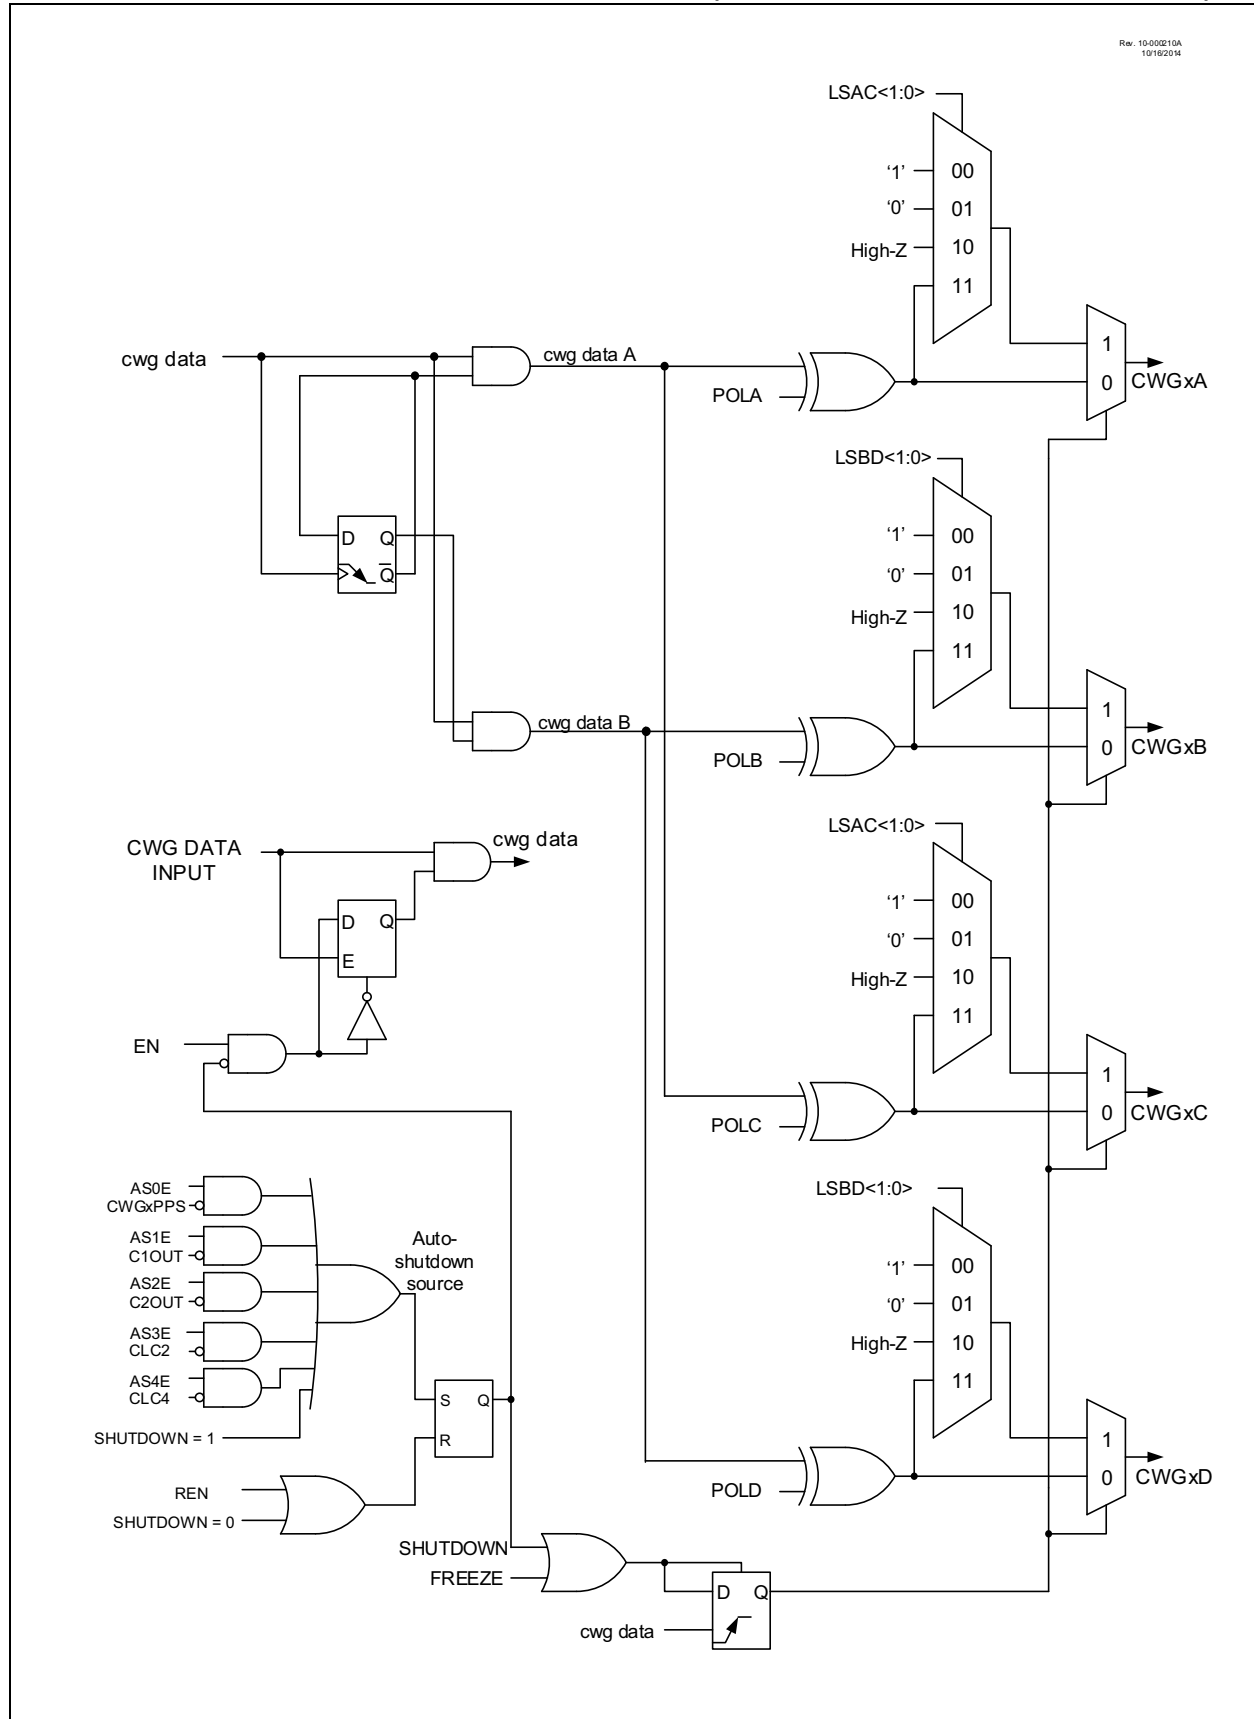 Rev. 10-000210A
10/16/2014
LSAC<1:0>
'1'
00
'0'
01
High-Z
10
11
cwg data
cwg data A
POLA
1
0
CWGxA
LSBD<1:0>
D
Q
Q
'1'
00
'0'
01
High-Z
10
11
cwg data B
POLB
1
0
CWGxB
CWG DATA
INPUT
cwg data
D
Q
E
EN
LSAC<1:0>
'1'
00
'0'
01
High-Z
10
11
POLC
1
0
CWGxC
AS0E
CWGxPPS
AS1E
C1OUT
AS2E
C2OUT
AS3E
CLC2
AS4E
CLC4
SHUTDOWN = 1
Auto-
shutdown
source
S
Q
R
REN
SHUTDOWN = 0
LSBD<1:0>
'1'
00
'0'
01
High-Z
10
11
POLD
1
0
CWGxD
SHUTDOWN
FREEZE
D
Q
cwg data